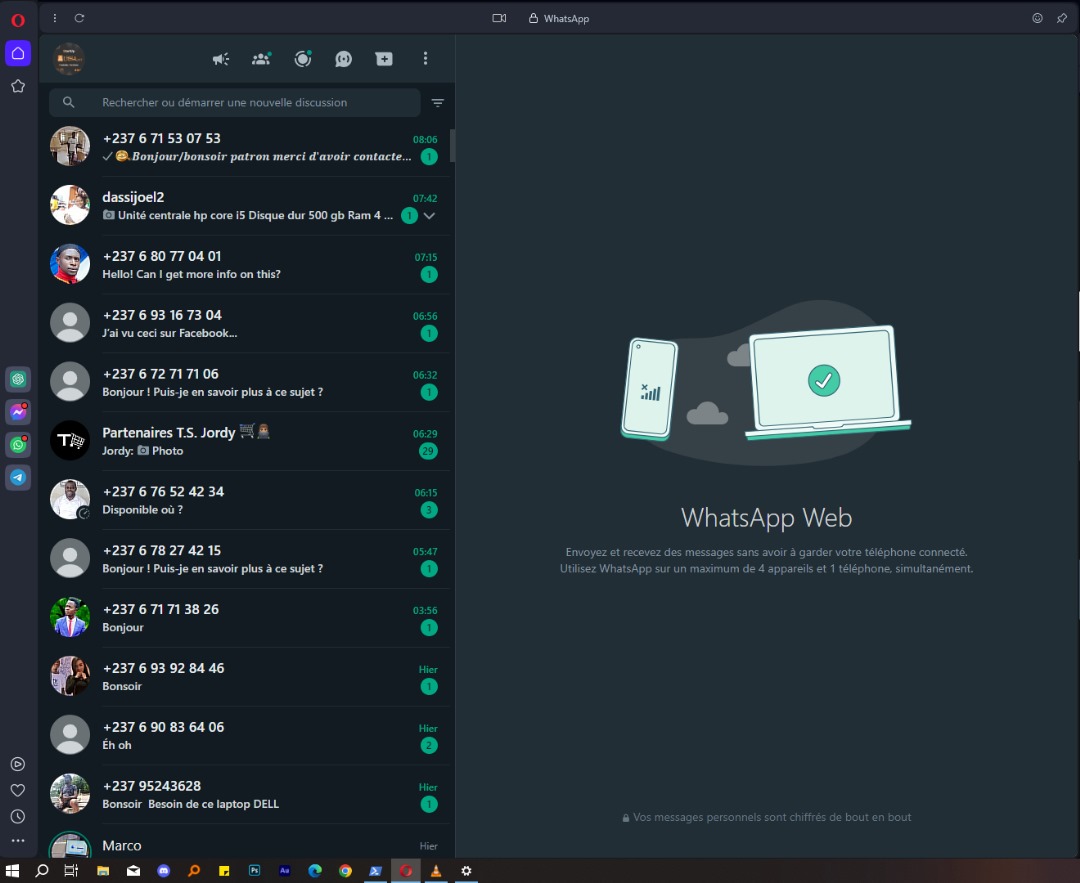 WhatsApp
Rechercher ou démarrer une nouvelle discussion
+237 6 71 53 07 53
08:06
Bonjour/bonsoir patron merci d'avoir contacte...
1
dassijoel2
07:42
Unité centrale hp core i5 Disque dur 500 gb Ram 4 ...
1
+237 6 80 77 04 01
07:15
Hello! Can I get more info on this?
1
+237 6 93 16 73 04
06:56
J'ai vu ceci sur Facebook...
1
+237 6 72 71 71 06
06:32
Bonjour ! Puis-je en savoir plus à ce sujet ?
1
Partenaires T.S. Jordy 🛒
06:29
Jordy: Photo
29
+237 6 76 52 42 34
06:15
Disponible où ?
3
+237 6 78 27 42 15
05:47
Bonjour ! Puis-je en savoir plus à ce sujet ?
1
+237 6 71 71 38 26
03:56
Bonjour
1
+237 6 93 92 84 46
Hier
Bonsoir
1
+237 6 90 83 64 06
Hier
Éh oh
2
+237 95243628
Hier
Bonsoir  Besoin de ce laptop DELL
1
Marco
Hier
WhatsApp Web
Envoyez et recevez des messages sans avoir à garder votre téléphone connecté.
Utilisez WhatsApp sur un maximum de 4 appareils et 1 téléphone, simultanément.
Vos messages personnels sont chiffrés de bout en bout
Ps
Au